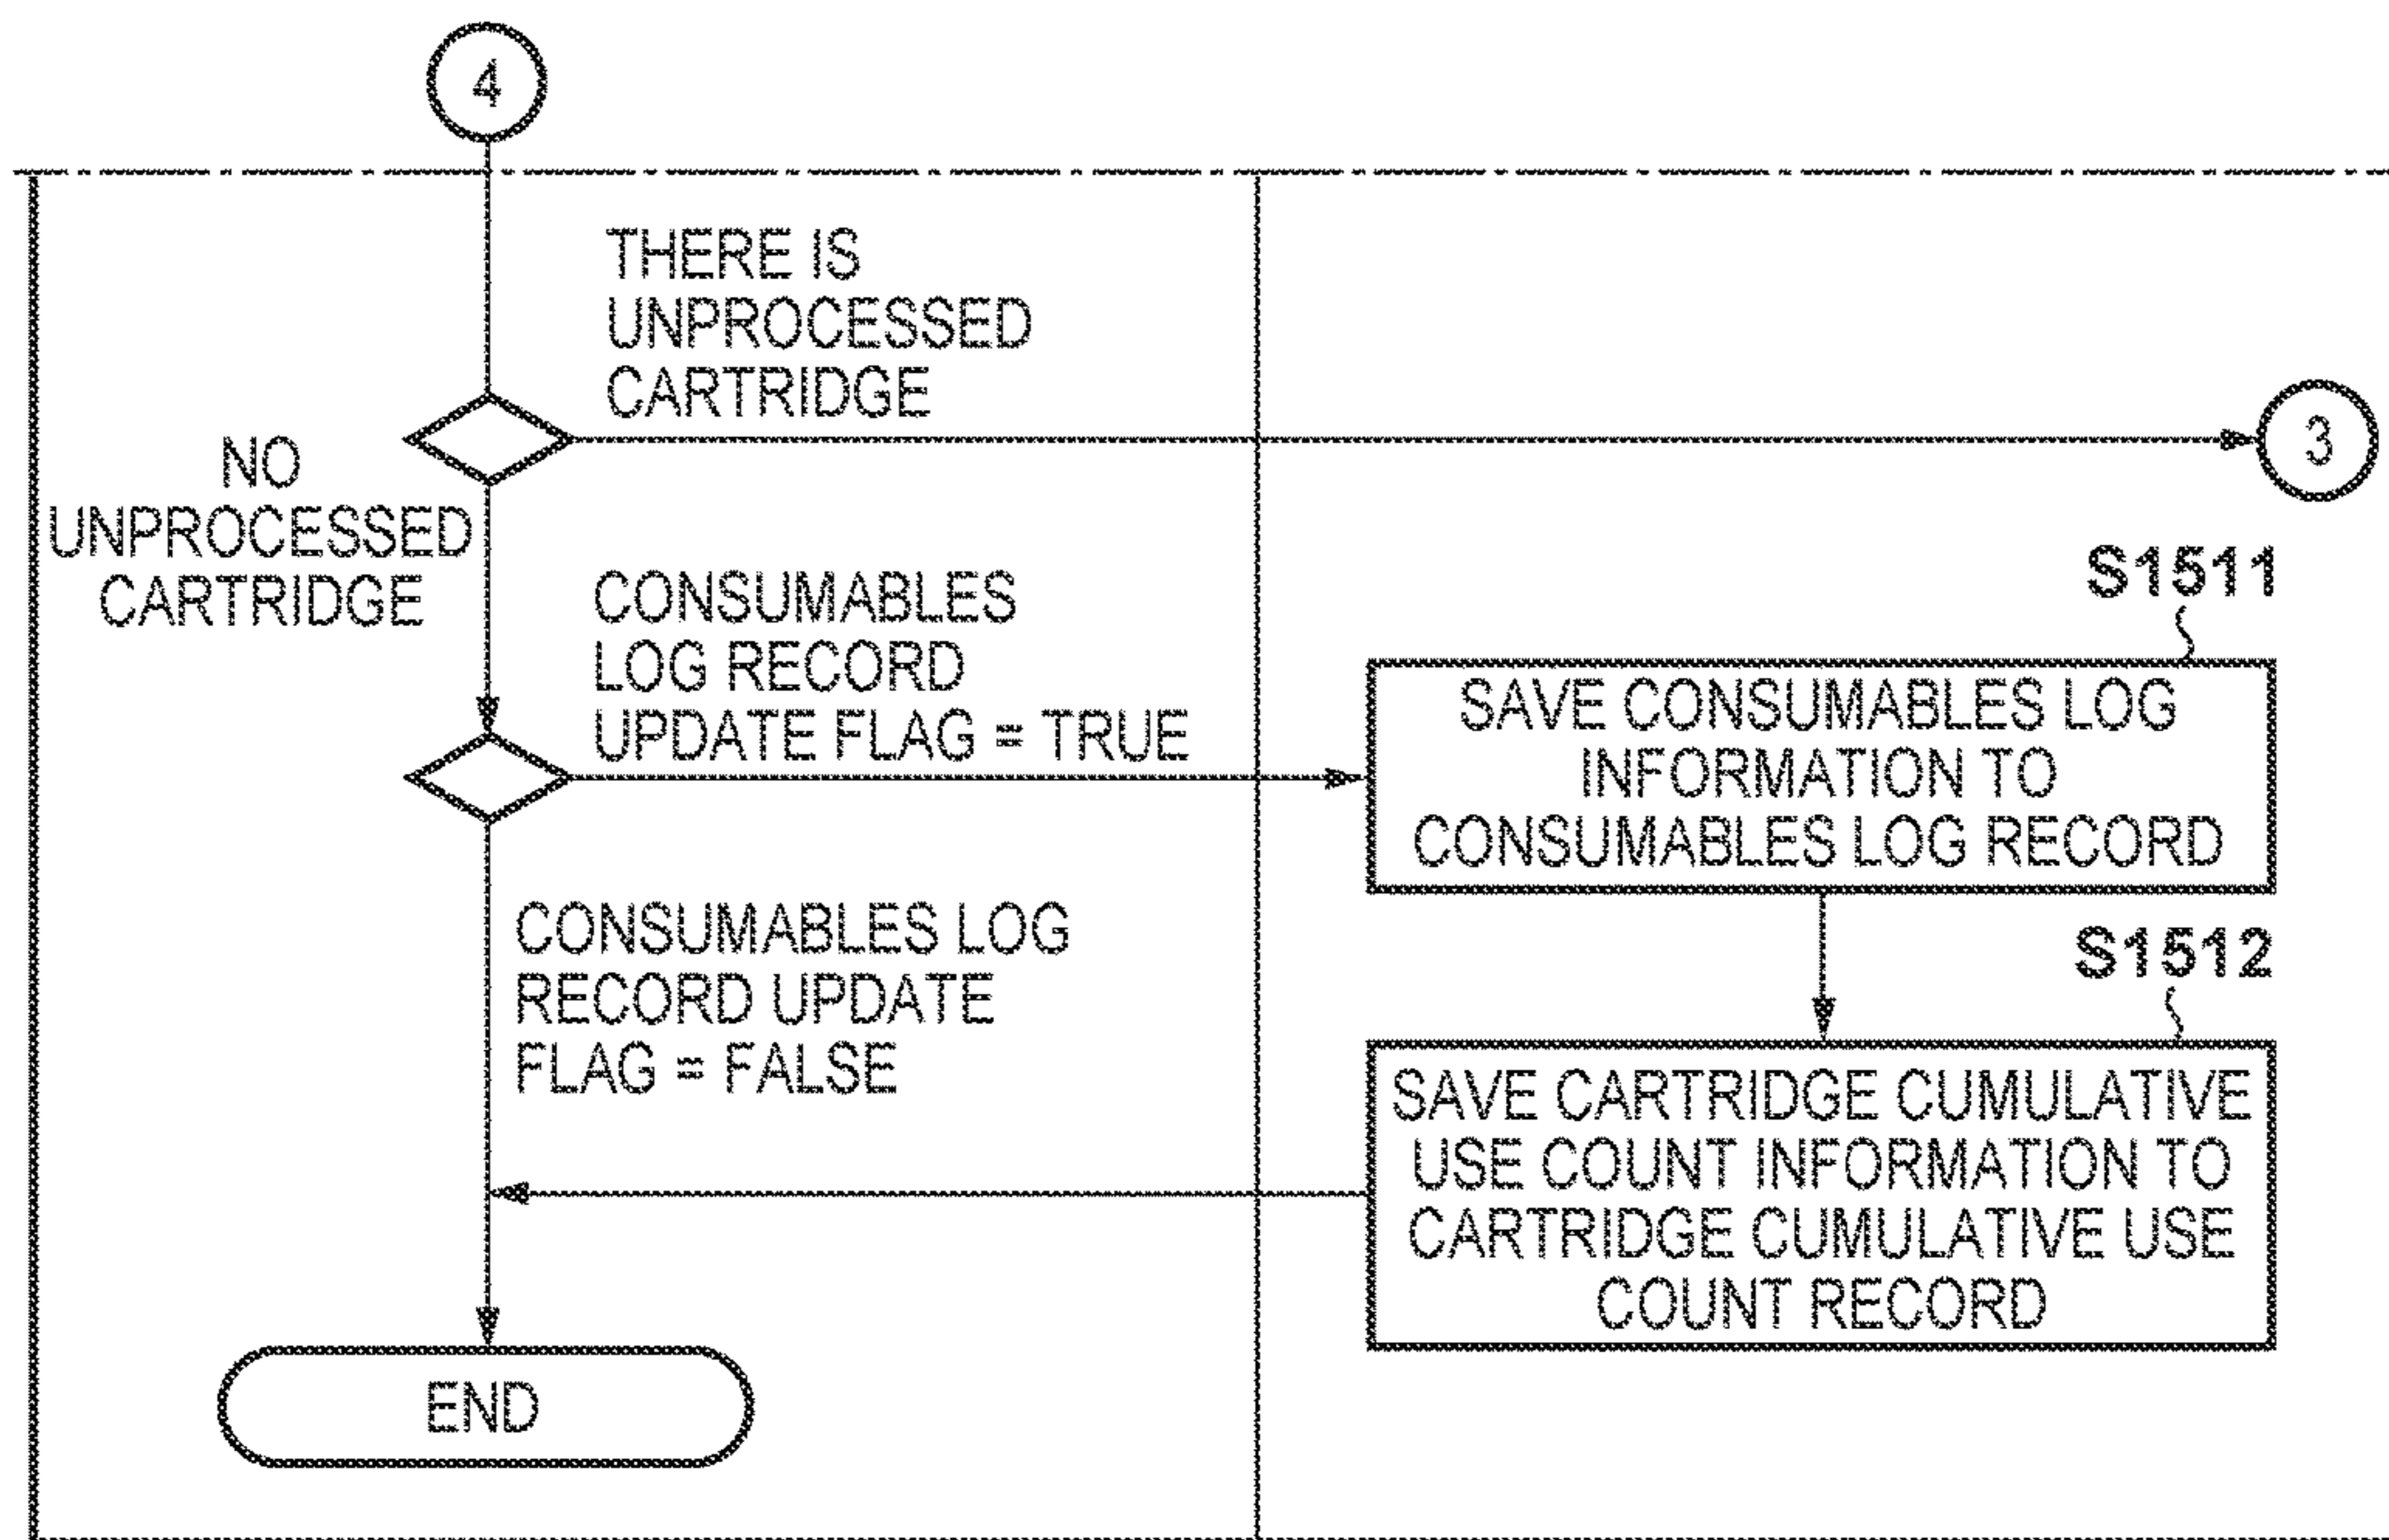 4
THERE IS
UNPROCESSED
CARTRIDGE
3
NO
UNPROCESSED
CARTRIDGE
CONSUMABLES
LOG RECORD
UPDATE FLAG = TRUE
S1511
SAVE CONSUMABLES LOG
INFORMATION TO
CONSUMABLES LOG RECORD
CONSUMABLES LOG
RECORD UPDATE
FLAG = FALSE
S1512
SAVE CARTRIDGE CUMULATIVE
USE COUNT INFORMATION TO
CARTRIDGE CUMULATIVE USE
COUNT RECORD
END